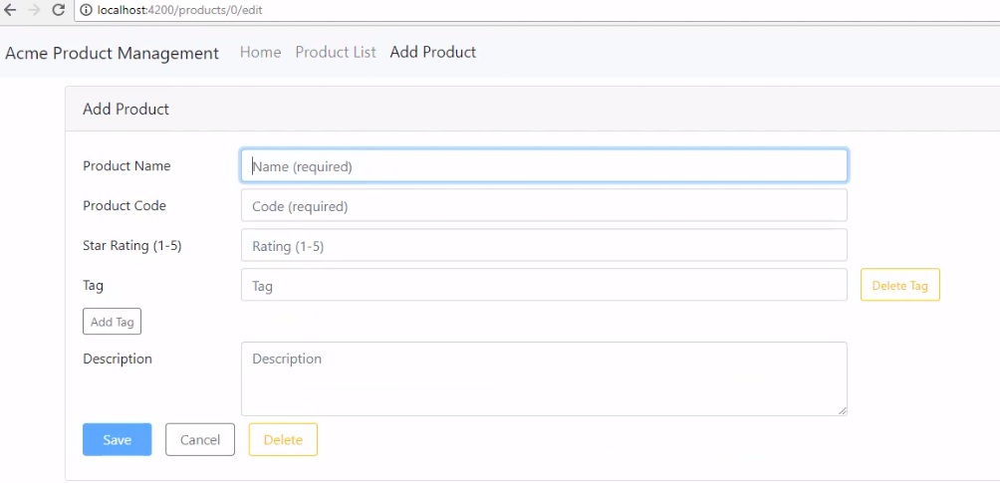 localhost:4200/products/0/edit
Acme Product Management Home Product List Add Product
Add Product
Product Name Name (required)
Product Code Code (required)
Star Rating (1-5) Rating (1-5)
Tag Tag Delete Tag
Add Tag
Description Description
Save Cancel Delete